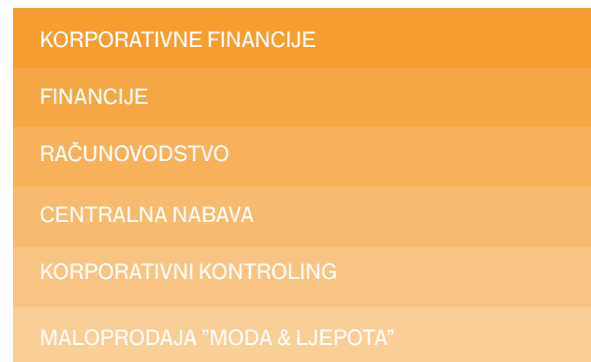 KORPORATIVNE FINANCIJE
FINANCIJE
RAČUNOVODSTVO
CENTRALNA NABAVA
KORPORATIVNI KONTROLING
MALOPRODAJA ”MODA & LJEPOTA”